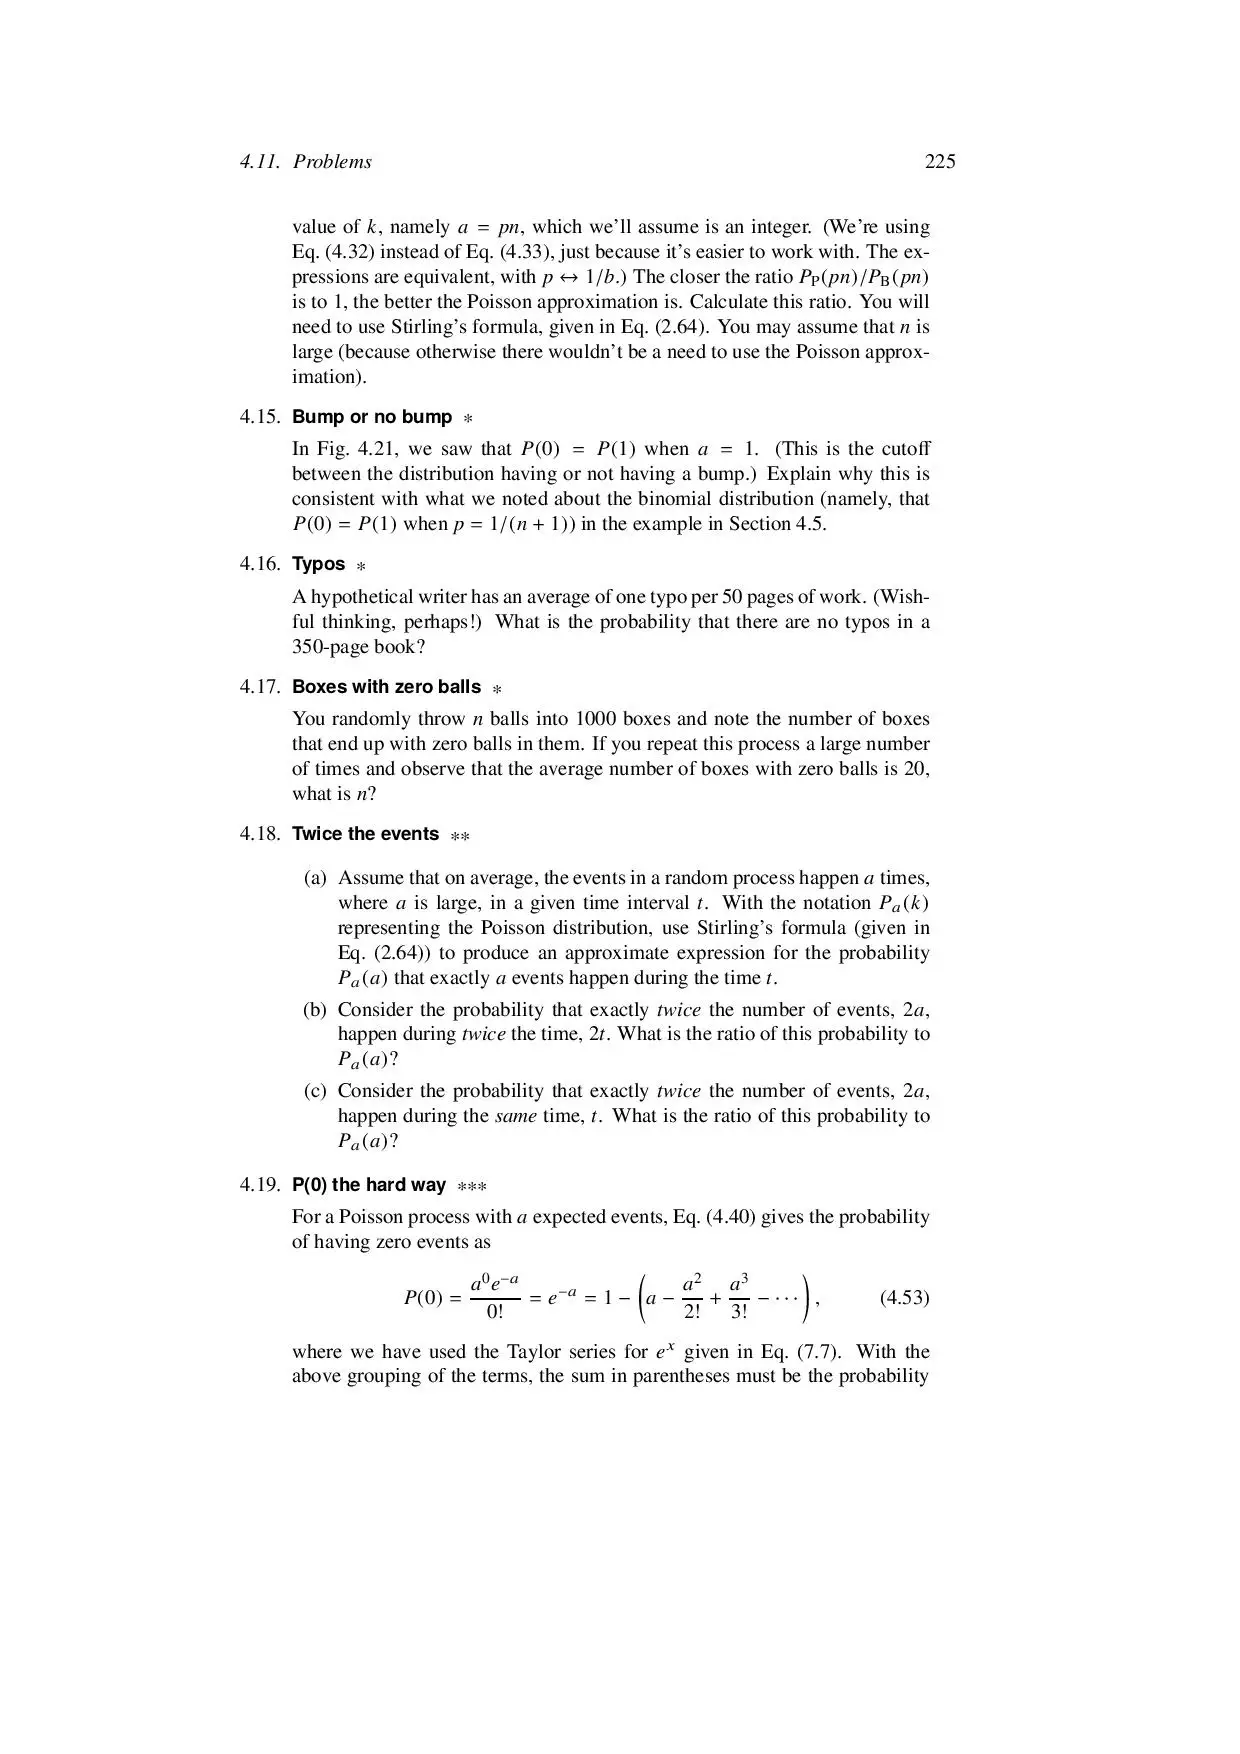 4.11. Problems 225
value of k, namely a = pn, which we'll assume is an integer. (We're using
Eq. (4.32) instead of Eq. (4.33), just because it's easier to work with. The ex-
pressions are equivalent, with p ↔ 1/b.) The closer the ratio P_P(pn)/P_B(pn)
is to 1, the better the Poisson approximation is. Calculate this ratio. You will
need to use Stirling's formula, given in Eq. (2.64). You may assume that n is
large (because otherwise there wouldn't be a need to use the Poisson approx-
imation).
4.15. Bump or no bump *
In Fig. 4.21, we saw that P(0) = P(1) when a = 1. (This is the cutoff
between the distribution having or not having a bump.) Explain why this is
consistent with what we noted about the binomial distribution (namely, that
P(0) = P(1) when p = 1/(n + 1)) in the example in Section 4.5.
4.16. Typos *
A hypothetical writer has an average of one typo per 50 pages of work. (Wish-
ful thinking, perhaps!) What is the probability that there are no typos in a
350-page book?
4.17. Boxes with zero balls *
You randomly throw n balls into 1000 boxes and note the number of boxes
that end up with zero balls in them. If you repeat this process a large number
of times and observe that the average number of boxes with zero balls is 20,
what is n?
4.18. Twice the events **
(a) Assume that on average, the events in a random process happen a times,
where a is large, in a given time interval t. With the notation P_a(k)
representing the Poisson distribution, use Stirling's formula (given in
Eq. (2.64)) to produce an approximate expression for the probability
P_a(a) that exactly a events happen during the time t.
(b) Consider the probability that exactly twice the number of events, 2a,
happen during twice the time, 2t. What is the ratio of this probability to
P_a(a)?
(c) Consider the probability that exactly twice the number of events, 2a,
happen during the same time, t. What is the ratio of this probability to
P_a(a)?
4.19. P(0) the hard way ***
For a Poisson process with a expected events, Eq. (4.40) gives the probability
of having zero events as
P(0) = a⁰e⁻ᵃ/0! = e⁻ᵃ = 1 − (a − a²/2! + a³/3! − ⋯), (4.53)
where we have used the Taylor series for eˣ given in Eq. (7.7). With the
above grouping of the terms, the sum in parentheses must be the probability